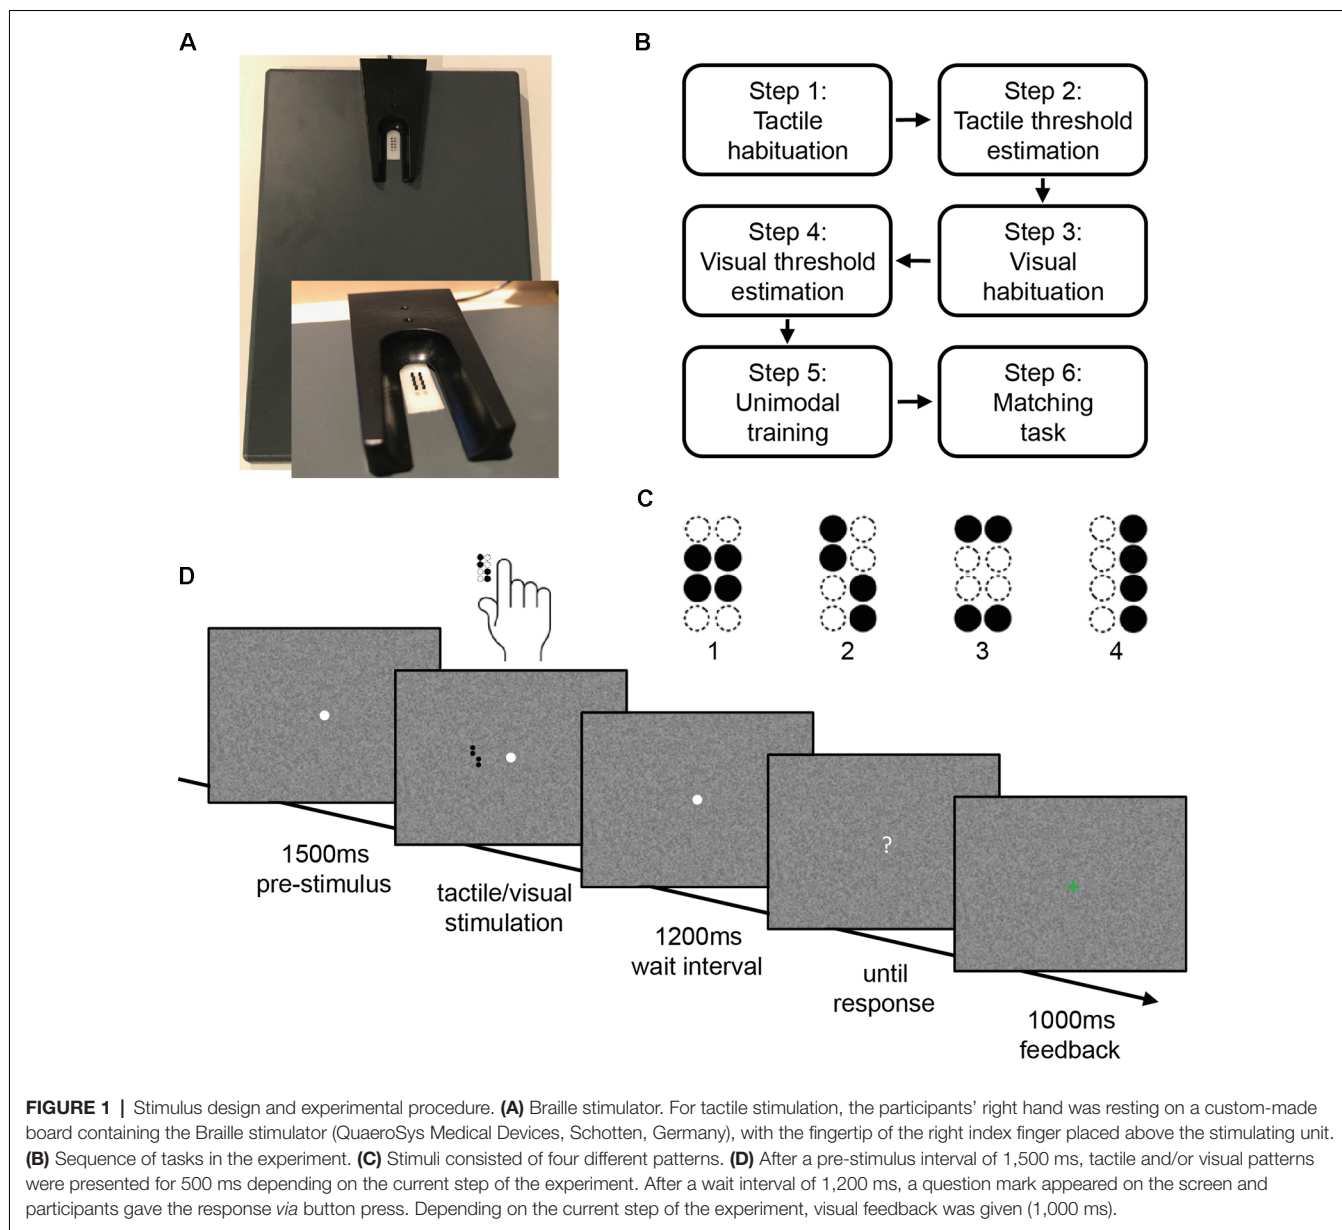 A
B
Step 1:
Tactile
habituation
Step 2:
Tactile threshold
estimation
Step 4:
Visual threshold
estimation
Step 3:
Visual
habituation
Step 5:
Unimodal
training
Step 6:
Matching
task
C
1 2 3 4
D
?
+
1500ms
pre-stimulus
tactile/visual
stimulation
1200ms
wait interval
until
response
1000ms
feedback
FIGURE 1 | Stimulus design and experimental procedure. (A) Braille stimulator. For tactile stimulation, the participants’ right hand was resting on a custom-made
board containing the Braille stimulator (QuaeroSys Medical Devices, Schotten, Germany), with the fingertip of the right index finger placed above the stimulating unit.
(B) Sequence of tasks in the experiment. (C) Stimuli consisted of four different patterns. (D) After a pre-stimulus interval of 1,500 ms, tactile and/or visual patterns
were presented for 500 ms depending on the current step of the experiment. After a wait interval of 1,200 ms, a question mark appeared on the screen and
participants gave the response via button press. Depending on the current step of the experiment, visual feedback was given (1,000 ms).